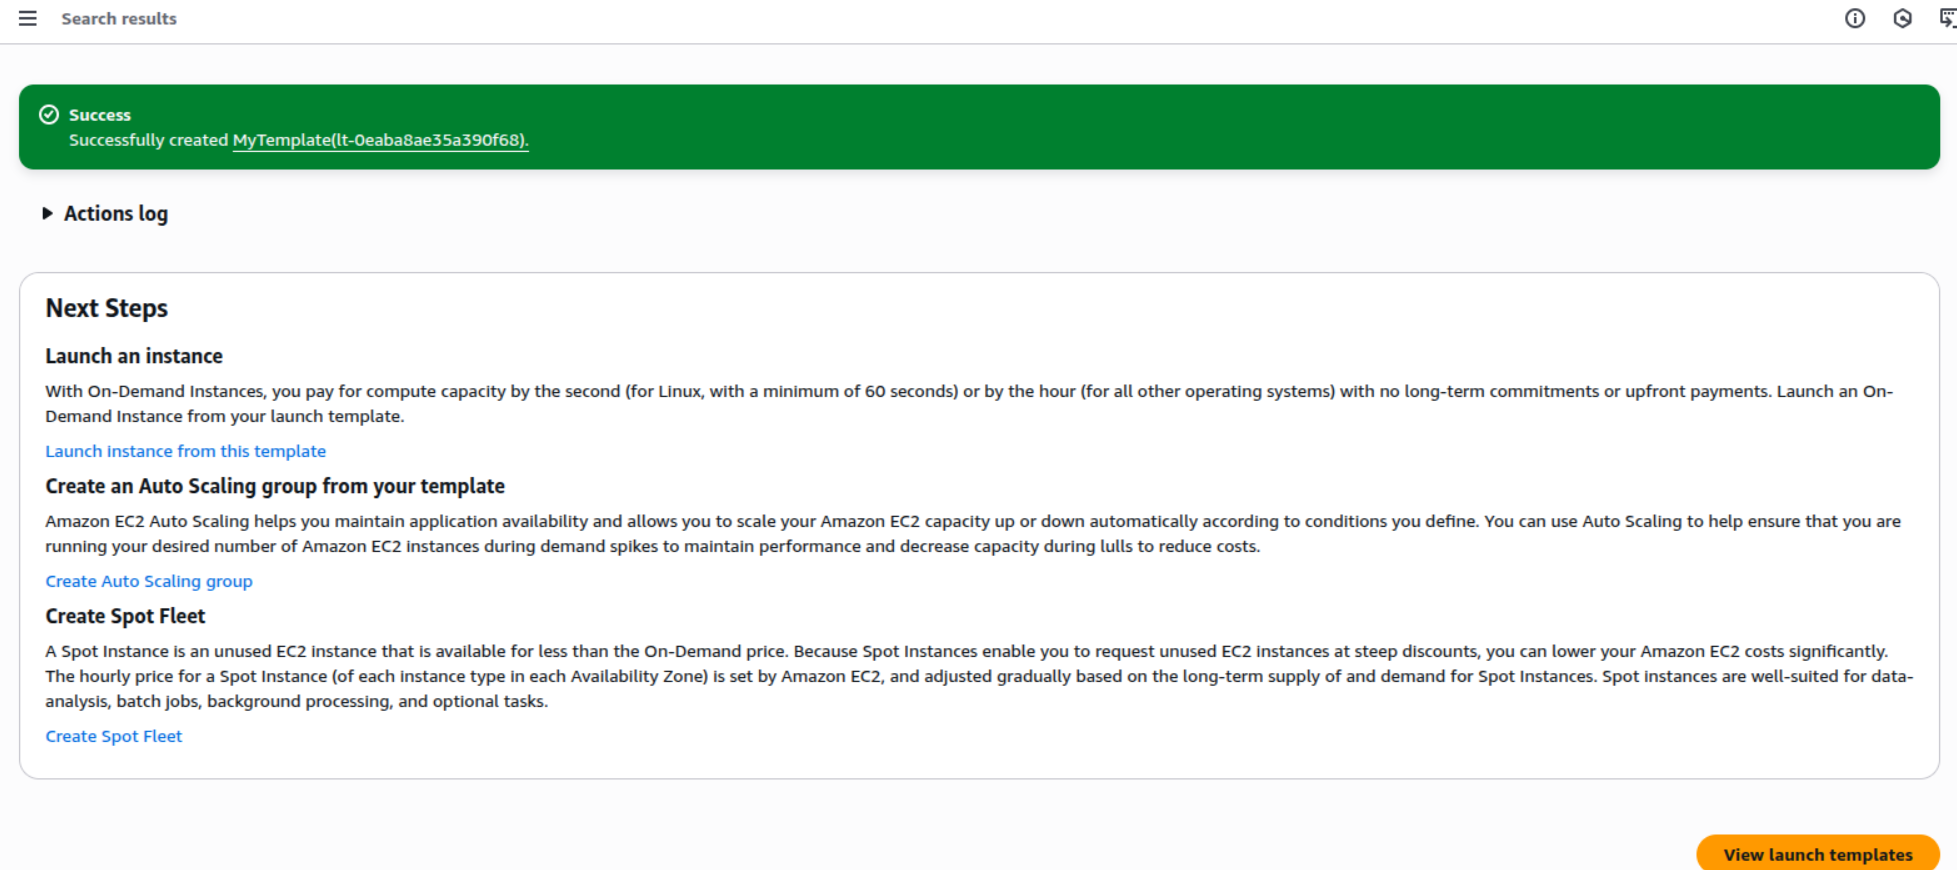 Search results
Success
Successfully created MyTemplate(lt-0eaba8ae35a390f68).
Actions log
Next Steps
Launch an instance
With On-Demand Instances, you pay for compute capacity by the second (for Linux, with a minimum of 60 seconds) or by the hour (for all other operating systems) with no long-term commitments or upfront payments. Launch an On-
Demand Instance from your launch template.
Launch instance from this template
Create an Auto Scaling group from your template
Amazon EC2 Auto Scaling helps you maintain application availability and allows you to scale your Amazon EC2 capacity up or down automatically according to conditions you define. You can use Auto Scaling to help ensure that you are
running your desired number of Amazon EC2 instances during demand spikes to maintain performance and decrease capacity during lulls to reduce costs.
Create Auto Scaling group
Create Spot Fleet
A Spot Instance is an unused EC2 instance that is available for less than the On-Demand price. Because Spot Instances enable you to request unused EC2 instances at steep discounts, you can lower your Amazon EC2 costs significantly.
The hourly price for a Spot Instance (of each instance type in each Availability Zone) is set by Amazon EC2, and adjusted gradually based on the long-term supply of and demand for Spot Instances. Spot instances are well-suited for data-
analysis, batch jobs, background processing, and optional tasks.
Create Spot Fleet
View launch templates